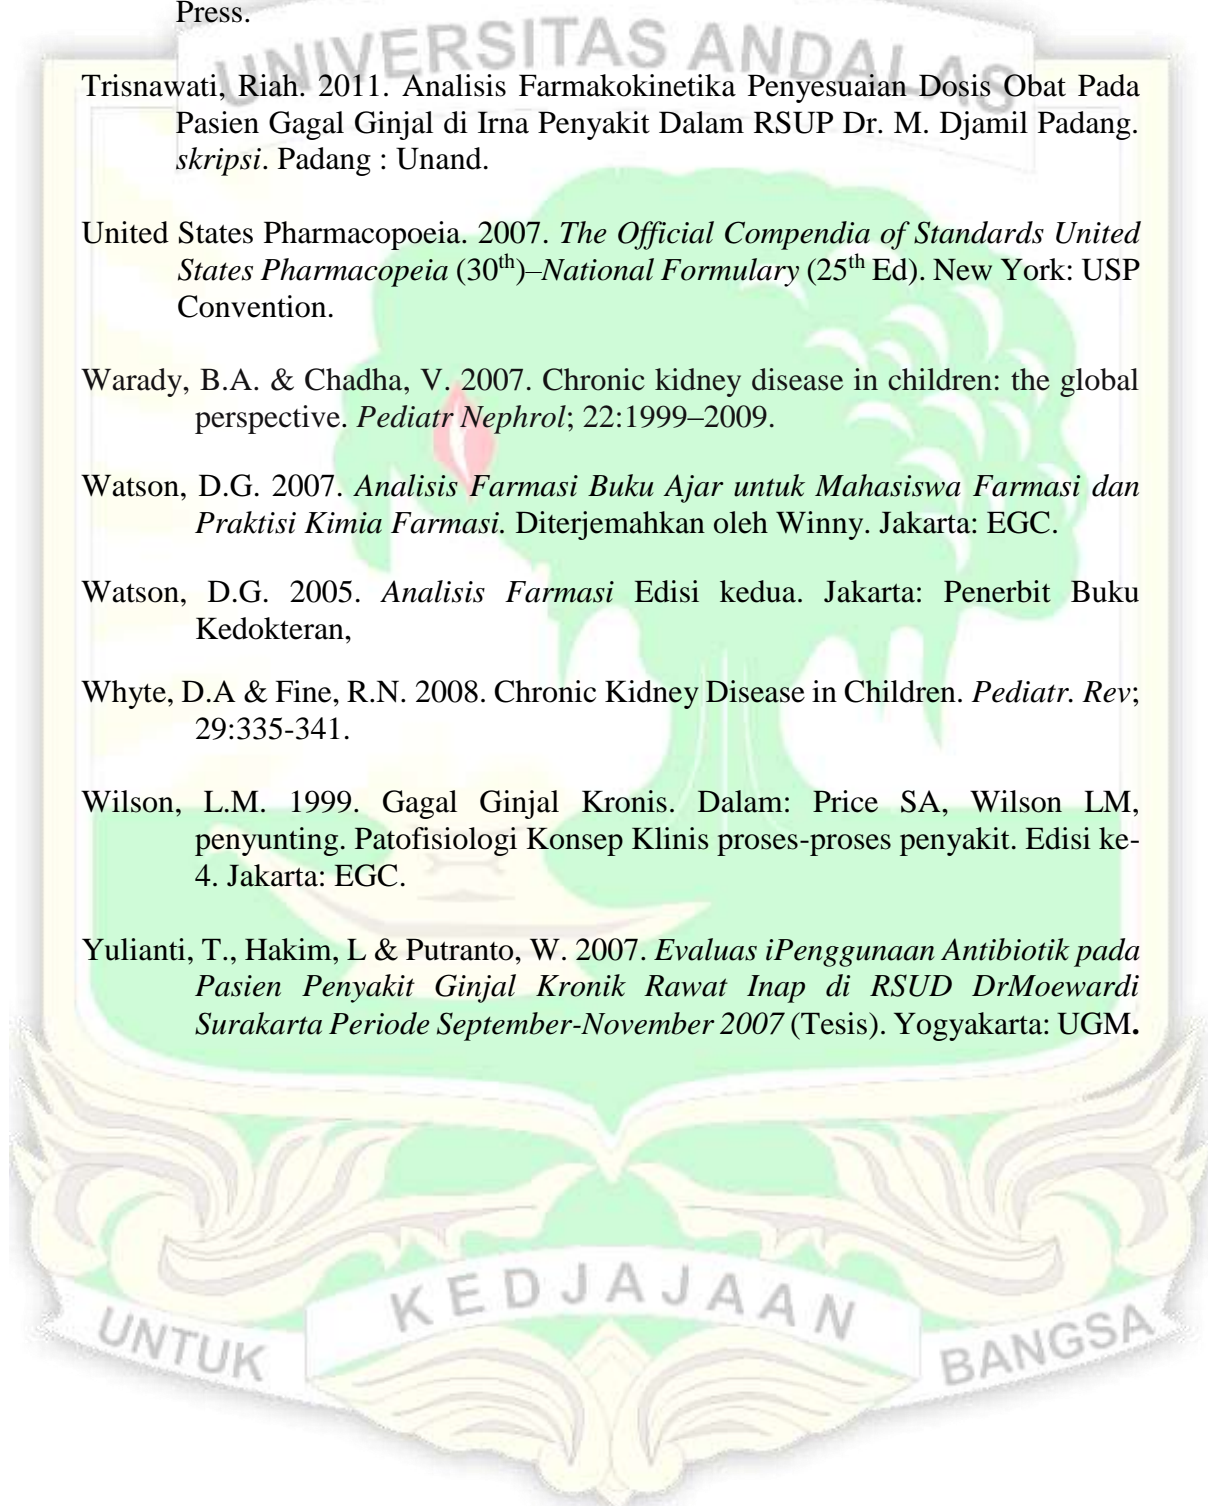 Press.
UNIVERSITAS ANDALAS
Trisnawati, Riah. 2011. Analisis Farmakokinetika Penyesuaian Dosis Obat Pada
Pasien Gagal Ginjal di Irna Penyakit Dalam RSUP Dr. M. Djamil Padang.
skripsi. Padang : Unand.
United States Pharmacopoeia. 2007. The Official Compendia of Standards United
States Pharmacopeia (30th)–National Formulary (25th Ed). New York: USP
Convention.
Warady, B.A. & Chadha, V. 2007. Chronic kidney disease in children: the global
perspective. Pediatr Nephrol; 22:1999–2009.
Watson, D.G. 2007. Analisis Farmasi Buku Ajar untuk Mahasiswa Farmasi dan
Praktisi Kimia Farmasi. Diterjemahkan oleh Winny. Jakarta: EGC.
Watson, D.G. 2005. Analisis Farmasi Edisi kedua. Jakarta: Penerbit Buku
Kedokteran,
Whyte, D.A & Fine, R.N. 2008. Chronic Kidney Disease in Children. Pediatr. Rev;
29:335-341.
Wilson, L.M. 1999. Gagal Ginjal Kronis. Dalam: Price SA, Wilson LM,
penyunting. Patofisiologi Konsep Klinis proses-proses penyakit. Edisi ke-
4. Jakarta: EGC.
Yulianti, T., Hakim, L & Putranto, W. 2007. Evaluas iPenggunaan Antibiotik pada
Pasien Penyakit Ginjal Kronik Rawat Inap di RSUD DrMoewardi
Surakarta Periode September-November 2007 (Tesis). Yogyakarta: UGM.
UNTUK KEDJAJAAN BANGSA